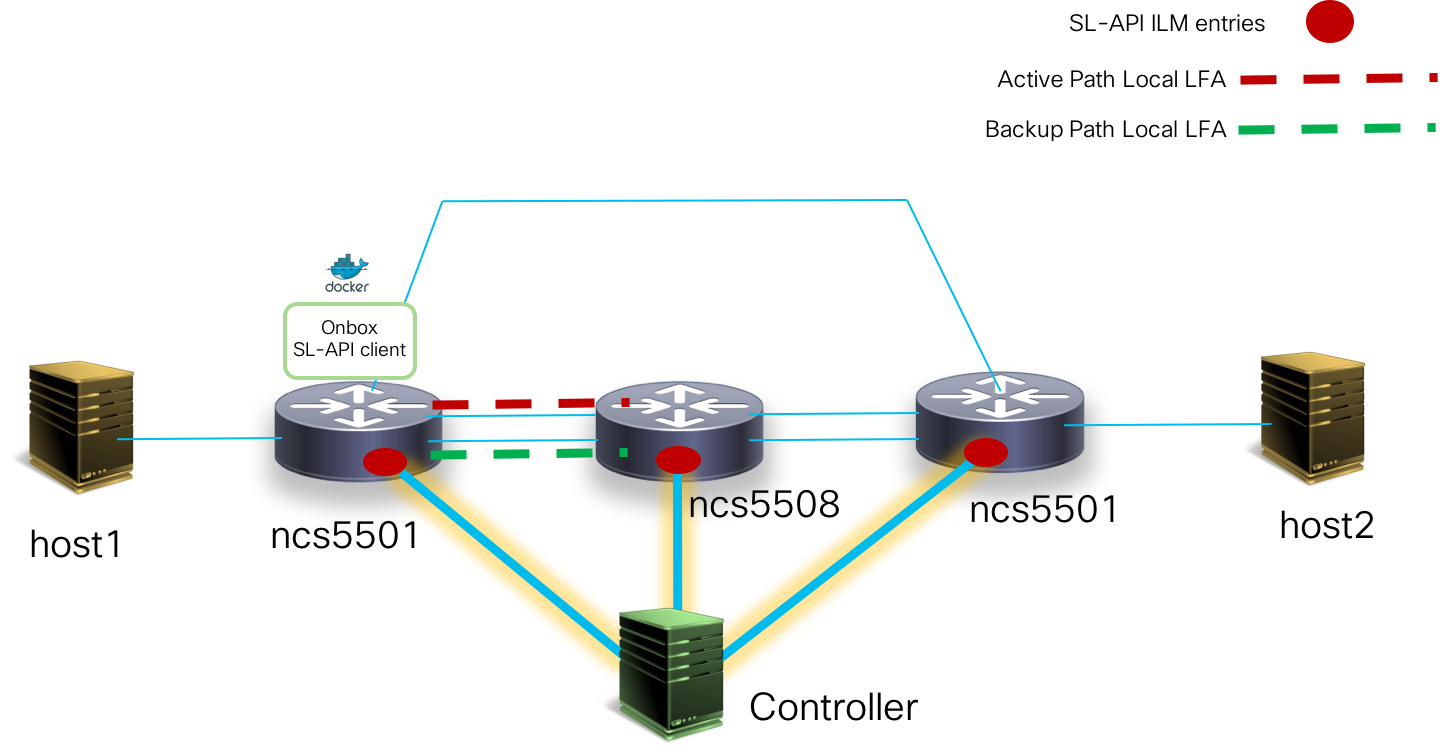 SL-API ILM entries
Active Path Local LFA
Backup Path Local LFA
docker
Onbox
SL-API client
host1
ncs5501
ncs5508
ncs5501
host2
Controller